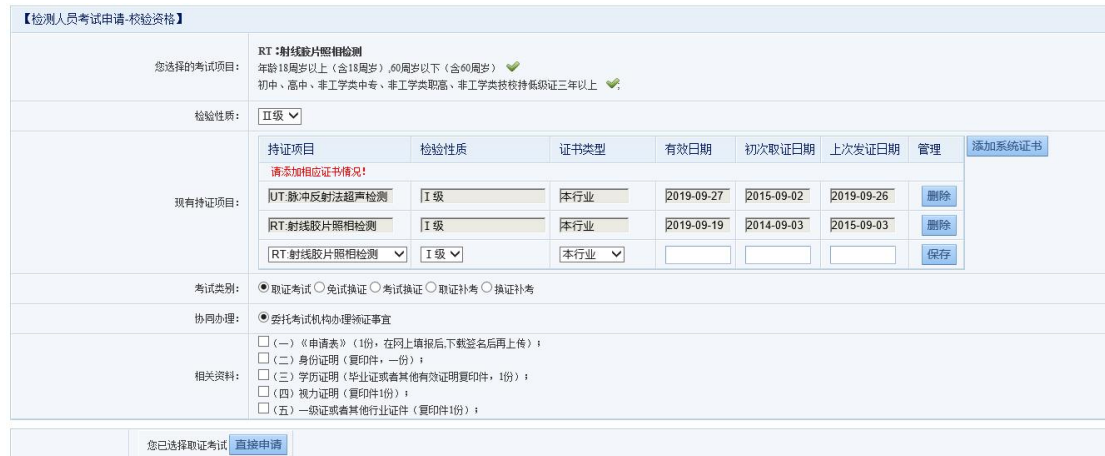 【检测人员考试申请-校验资格】
您选择的考试项目：
RT：射线胶片照相检测
年龄18周岁以上（含18周岁）,60周岁以下（含60周岁）
初中、高中、非工学类中专、非工学类职高、非工学类技校持低级证三年以上 ;
检验性质： II级
现有持证项目：
持证项目 检验性质 证书类型 有效日期 初次取证日期 上次发证日期 管理 添加系统证书
请添加相应证书情况！
UT:脉冲反射法超声检测 I 级 本行业 2019-09-27 2015-09-02 2019-09-26 删除
RT:射线胶片照相检测 I 级 本行业 2019-09-19 2014-09-03 2015-09-03 删除
RT:射线胶片照相检测 I 级 本行业 保存
考试类别： 取证考试 免试换证 考试换证 取证补考 换证补考
协同办理： 委托考试机构办理领证事宜
相关资料：
（一）《申请表》（1份，在网上填报后,下载签名后再上传）；
（二）身份证明（复印件，一份）；
（三）学历证明（毕业证或者其他有效证明复印件，1份）；
（四）视力证明（复印件1份）；
（五）一级证或者其他行业证件（复印件1份）；
您已选择取证考试 直接申请